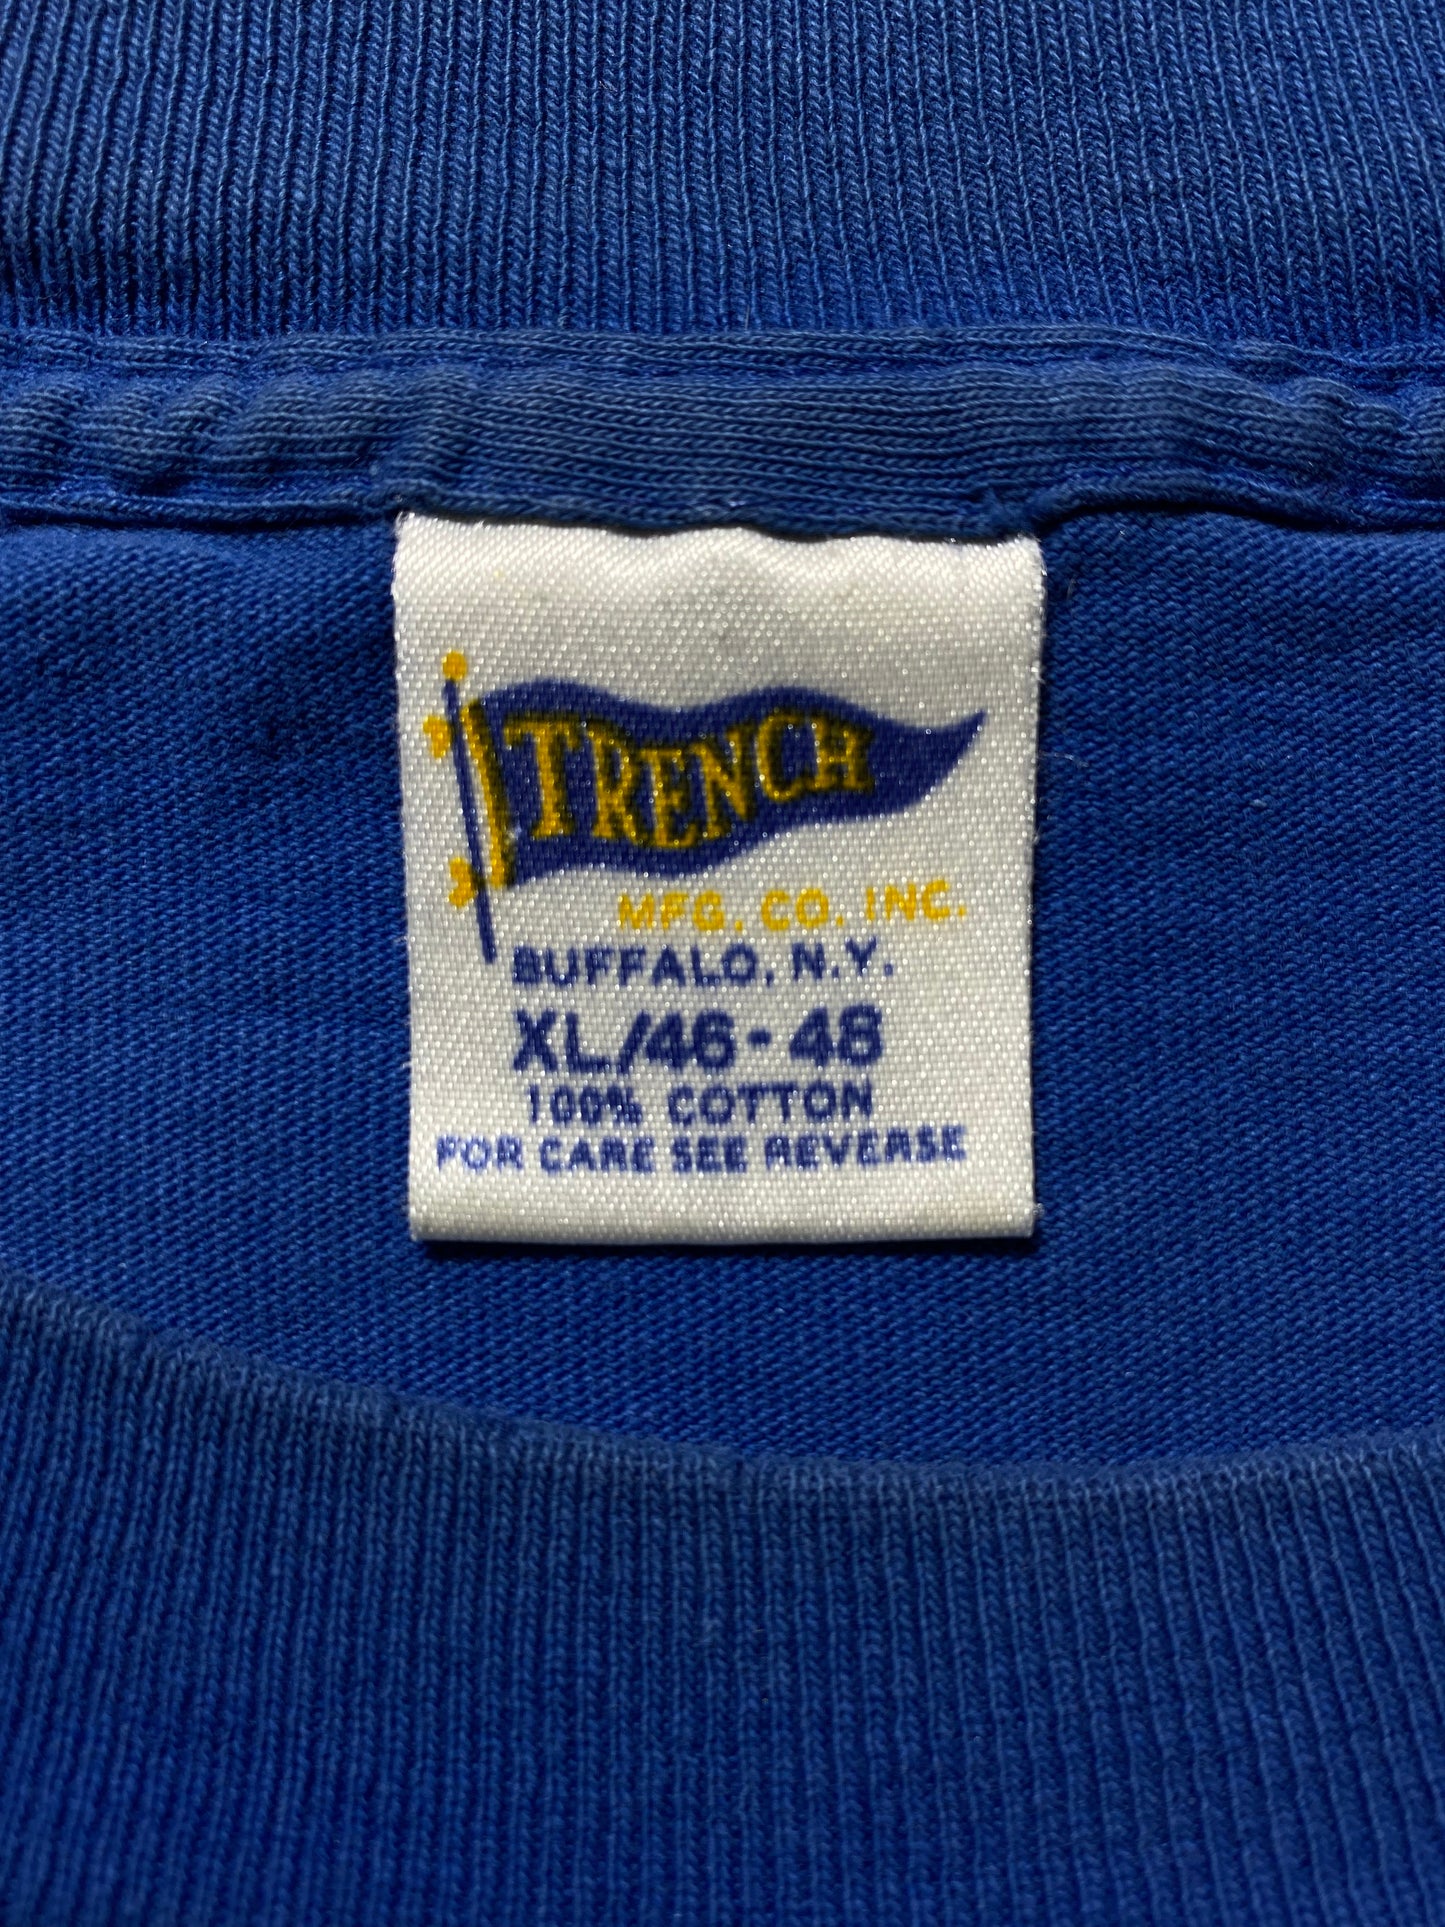 TRENCH
MFG. CO. INC.
BUFFALO, N.Y.
XL/46-48
100% COTTON
FOR CARE SEE REVERSE